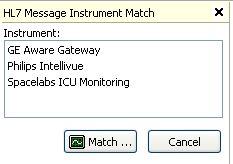 HL7 Message Instrument Match
Instrument:
GE Aware Gateway
Philips Intellivue
Spacelabs ICU Monitoring
Match ... Cancel